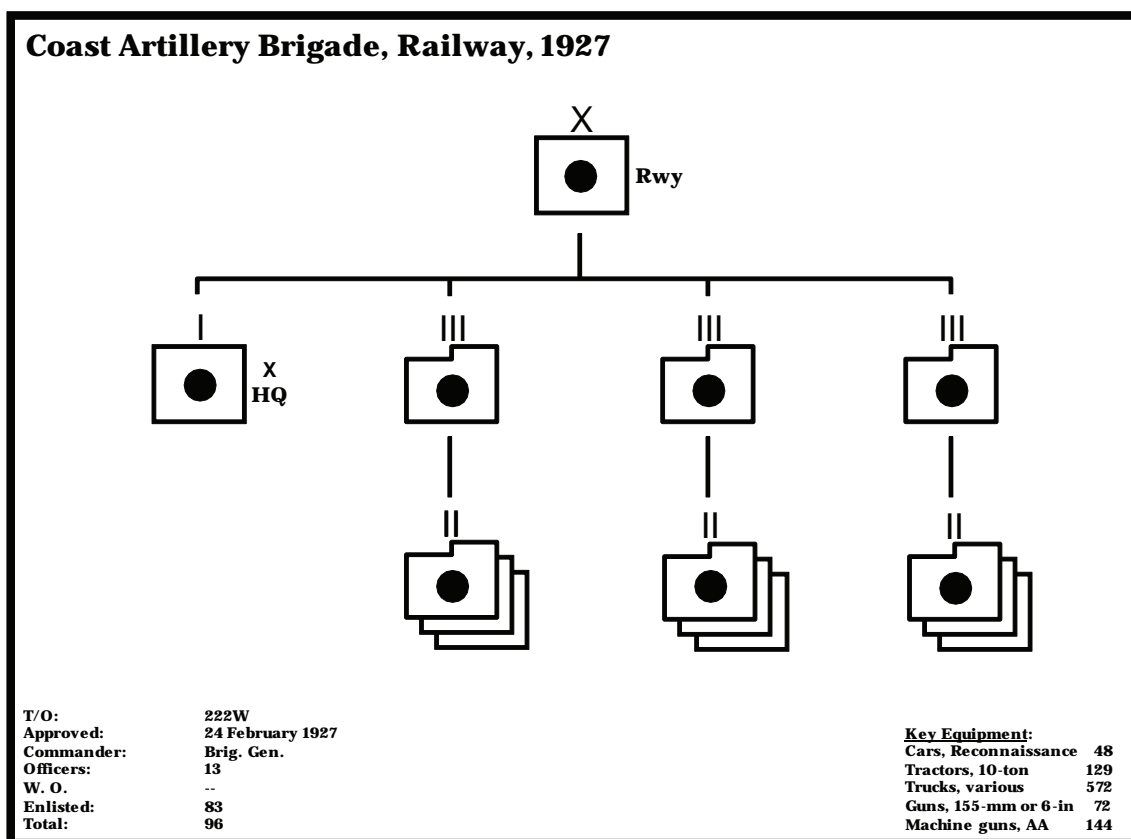 Coast Artillery Brigade, Railway, 1927
X
Rwy
I III III III
X
HQ
II II II
T/O: 222W
Approved: 24 February 1927
Commander: Brig. Gen.
Officers: 13
W. O. --
Enlisted: 83
Total: 96
Key Equipment:
Cars, Reconnaissance 48
Tractors, 10-ton 129
Trucks, various 572
Guns, 155-mm or 6-in 72
Machine guns, AA 144